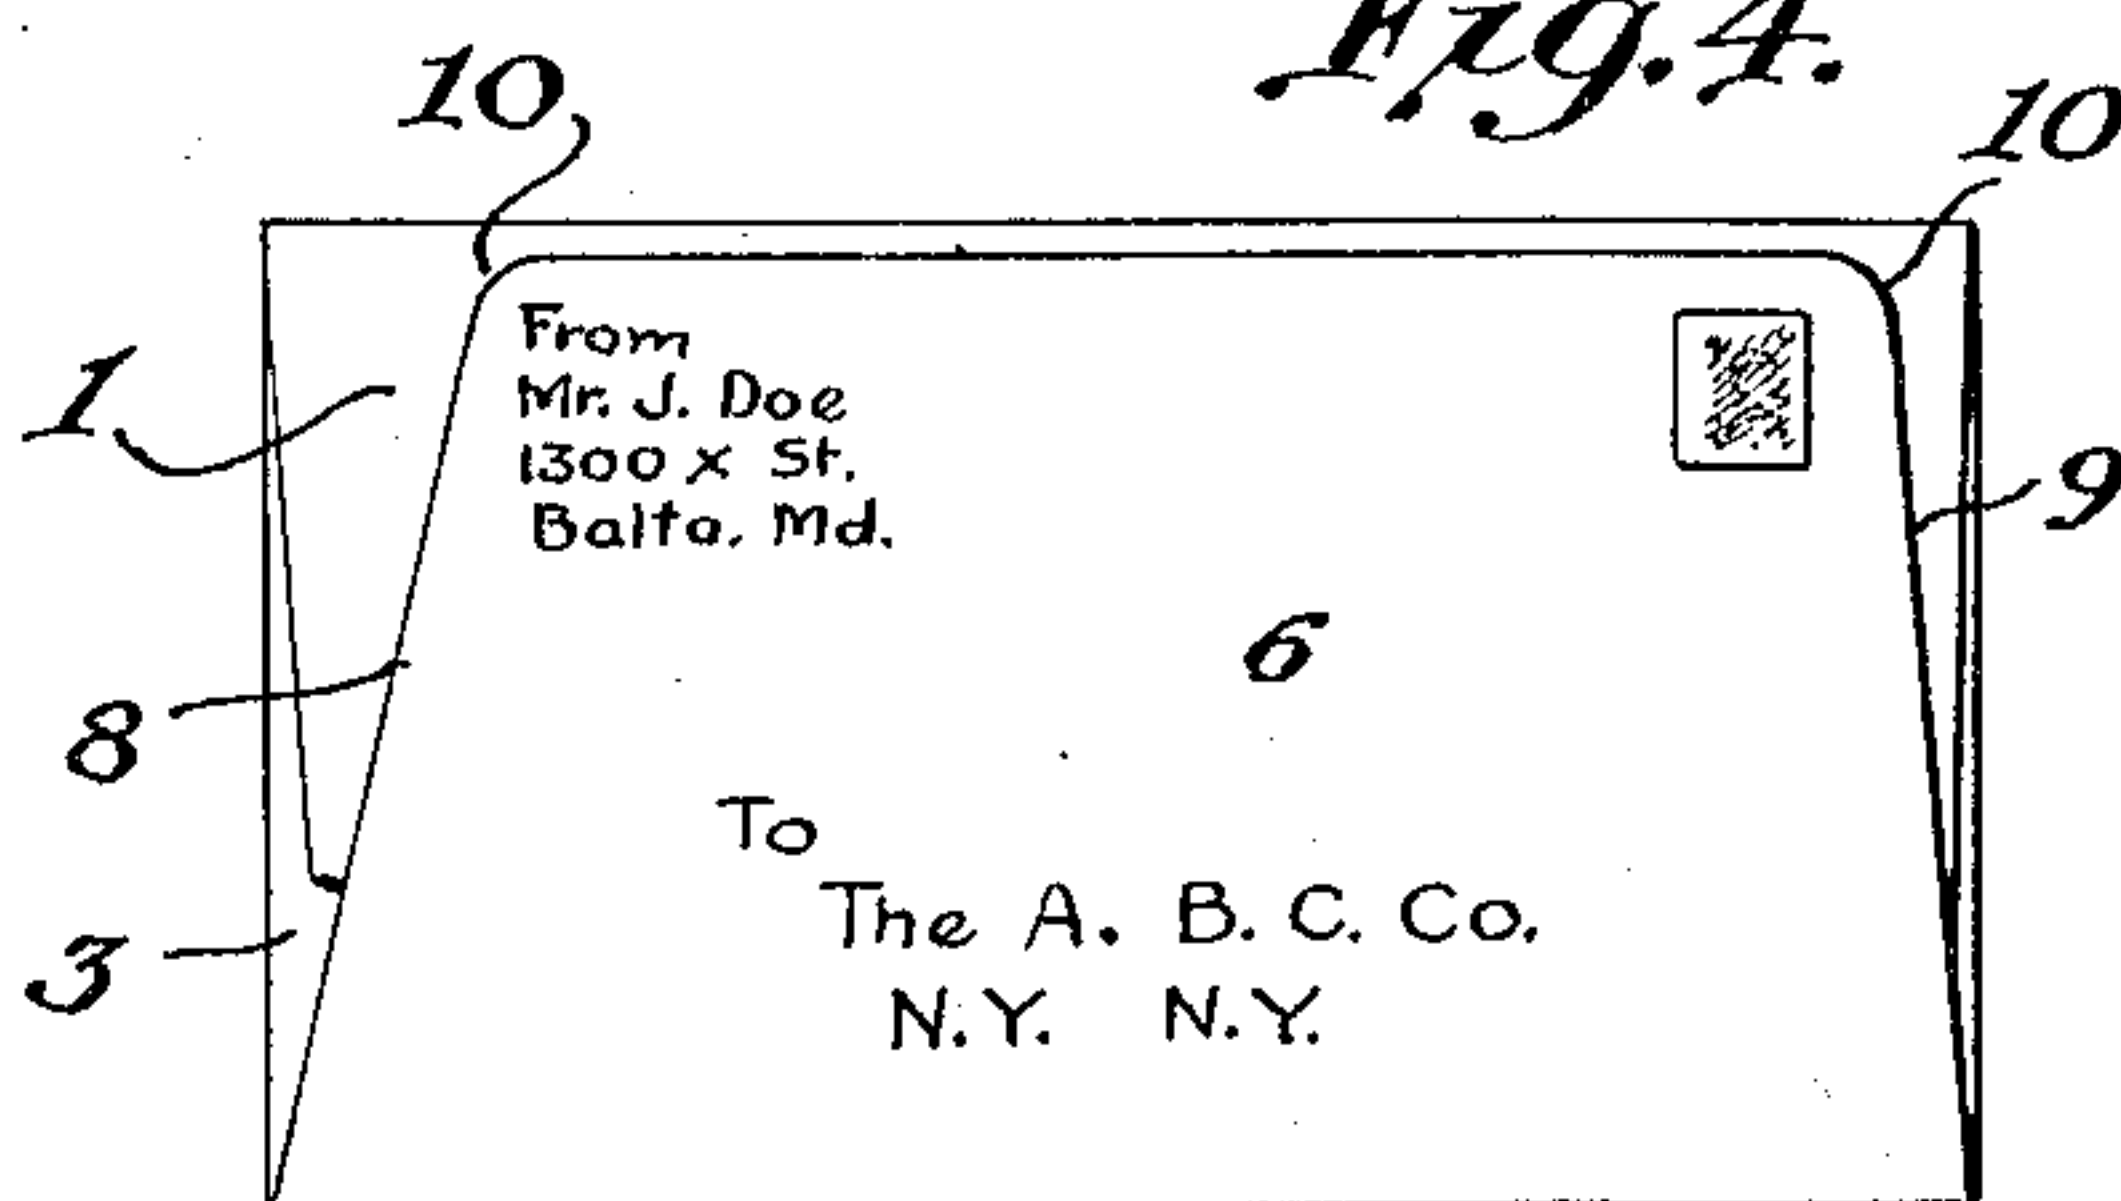 Fig. 4.
10
10
From
Mr. J. Doe
1300 x St.
Balto. Md.
1
9
6
8
To
The A. B. C. Co.
N.Y. N.Y.
3